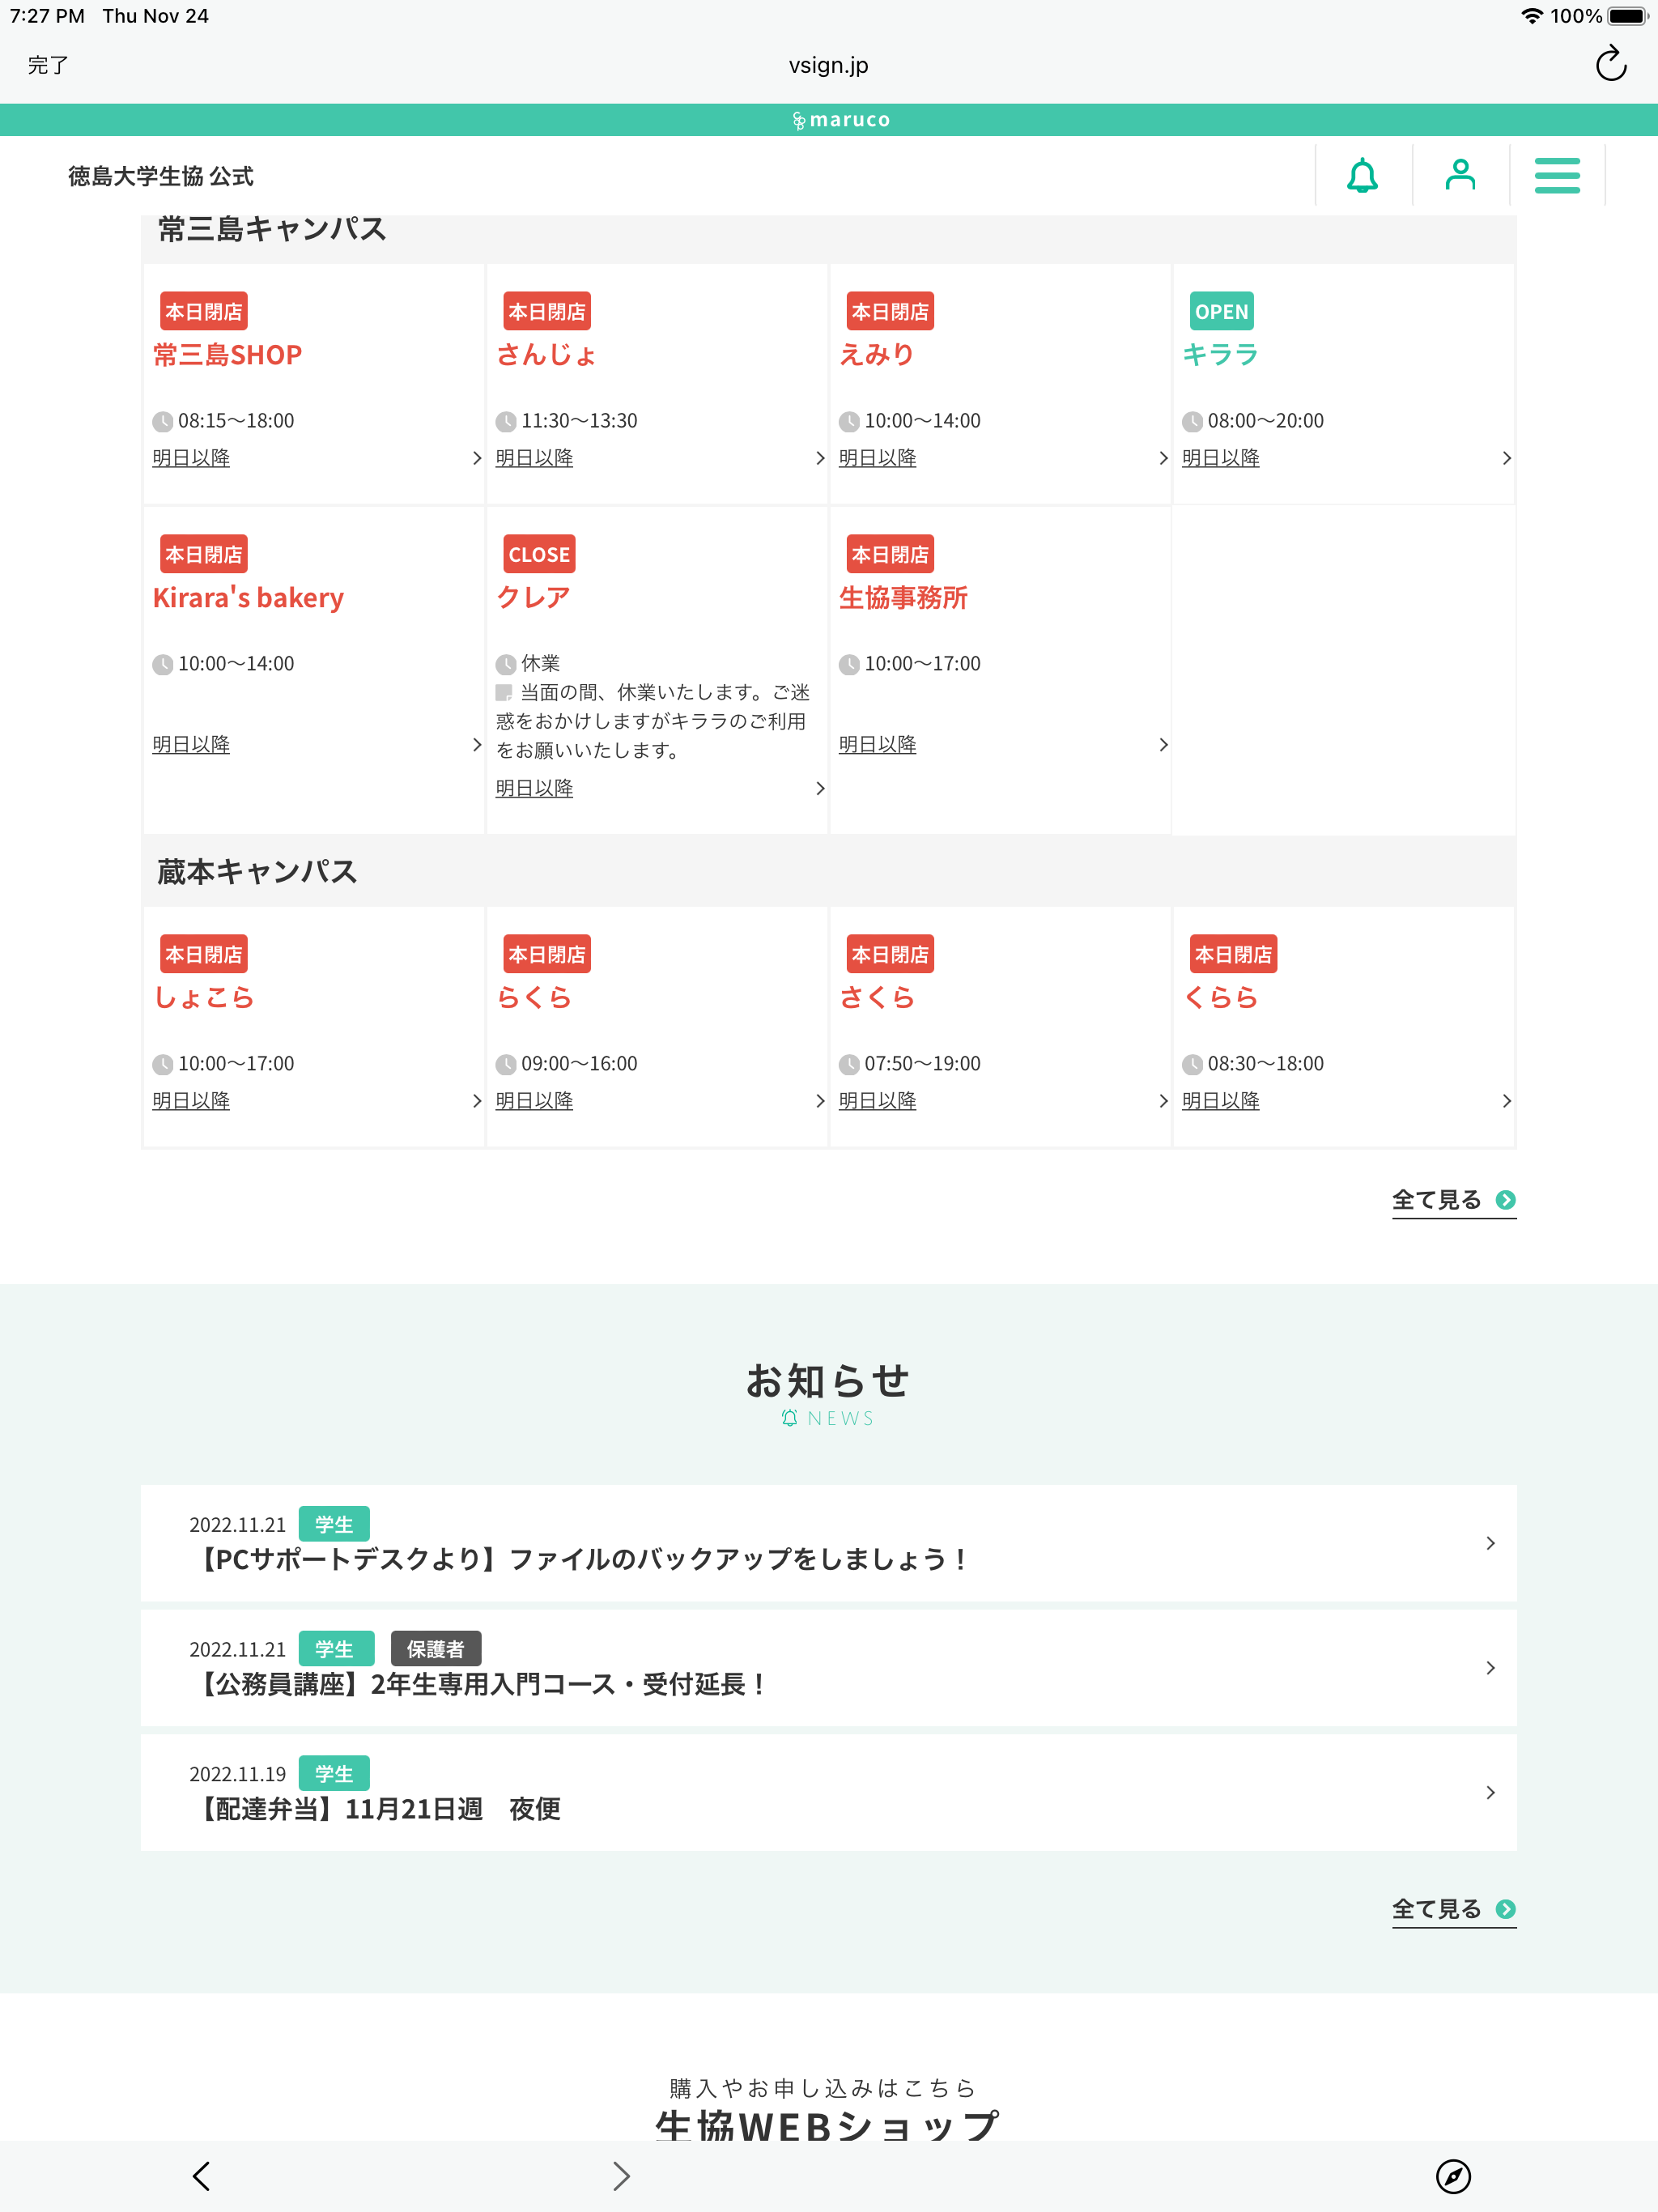 7:27 PM Thu Nov 24
100%
完了
vsign.jp
maruco
徳島大学生協 公式
常三島キャンパス
本日閉店
常三島SHOP
08:15〜18:00
明日以降
本日閉店
さんじょ
11:30〜13:30
明日以降
本日閉店
えみり
10:00〜14:00
明日以降
OPEN
キララ
08:00〜20:00
明日以降
本日閉店
Kirara's bakery
10:00〜14:00
明日以降
CLOSE
クレア
休業
当面の間、休業いたします。ご迷
惑をおかけしますがキララのご利用
をお願いいたします。
明日以降
本日閉店
生協事務所
10:00〜17:00
明日以降
蔵本キャンパス
本日閉店
しょこら
10:00〜17:00
明日以降
本日閉店
らくら
09:00〜16:00
明日以降
本日閉店
さくら
07:50〜19:00
明日以降
本日閉店
くらら
08:30〜18:00
明日以降
全て見る
お知らせ
NEWS
2022.11.21 学生
【PCサポートデスクより】ファイルのバックアップをしましょう！
2022.11.21 学生 保護者
【公務員講座】2年生専用入門コース・受付延長！
2022.11.19 学生
【配達弁当】11月21日週　夜便
全て見る
購入やお申し込みはこちら
生協WEBショップ